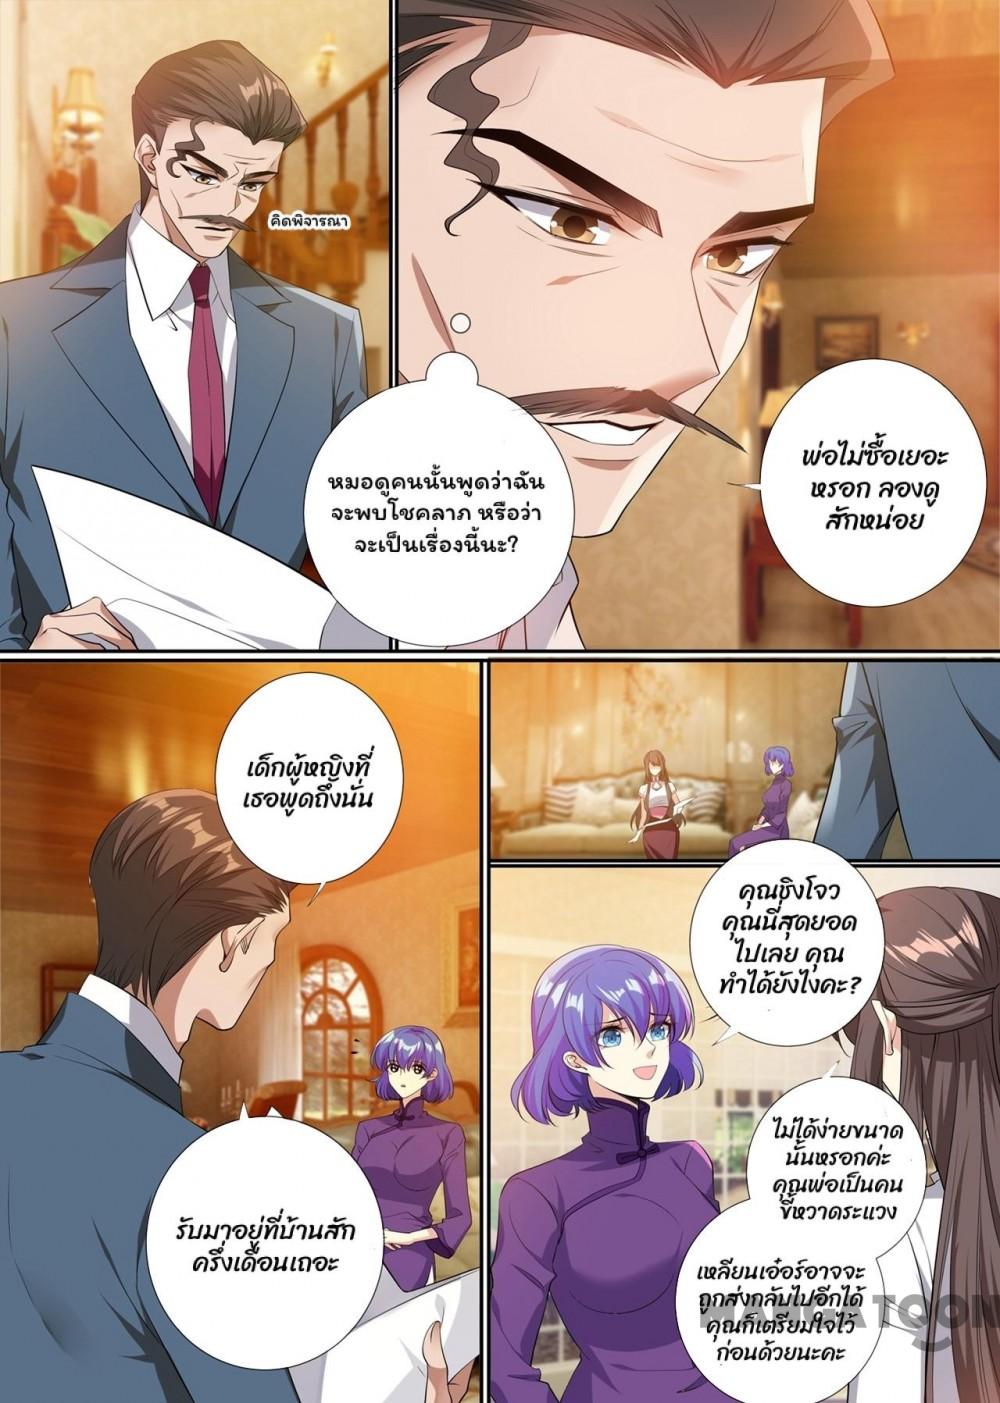 คิดพิจารณา
หมอดูคนนั้นพูดว่าฉัน
จะพบโชคลาภ หรือว่า
จะเป็นเรื่องนี้นะ?
พ่อไม่ซื้อเยอะ
หรอก ลองดู
สักหน่อย
เด็กผู้หญิงที่
เธอพูดถึงนั่น
รับมาอยู่ที่บ้านสัก
ครึ่งเดือนเถอะ
คุณชิงโจว
คุณนี่สุดยอด
ไปเลย คุณ
ทำได้ยังไงคะ?
ไม่ได้ง่ายขนาด
นั้นหรอกค่ะ
คุณพ่อเป็นคน
ขี้หวาดระแวง
เหลียนเอ๋อร์อาจจะ
ถูกส่งกลับไปอีกได้
คุณก็เตรียมใจไว้
ก่อนด้วยนะคะ
MANGATOON